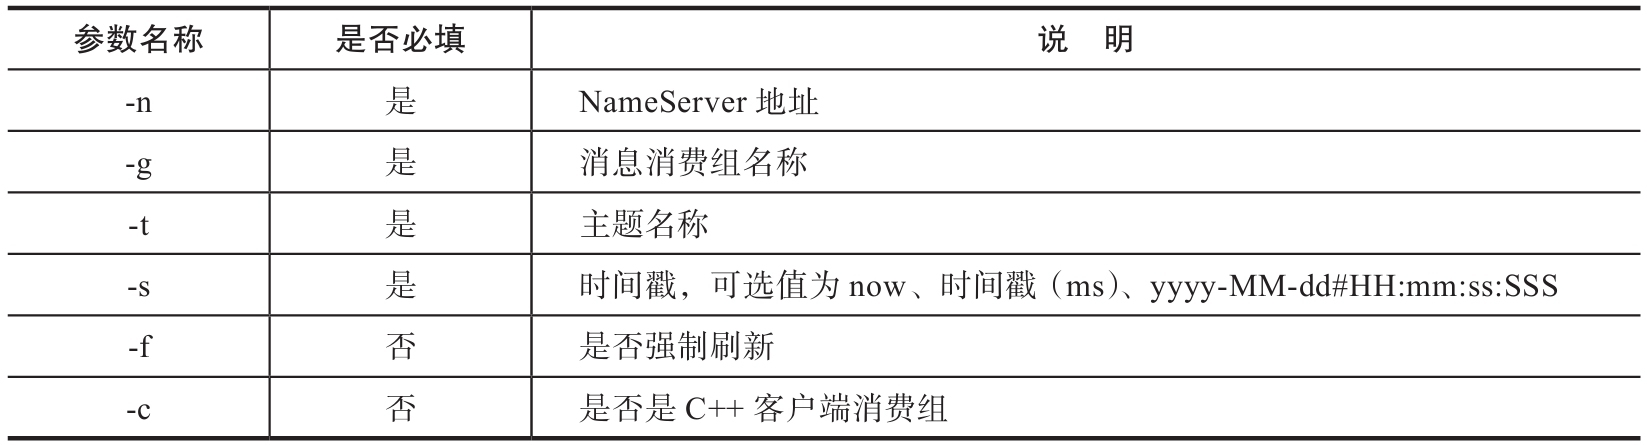 参数名称 是否必填 说 明
-n 是 NameServer 地址
-g 是 消息消费组名称
-t 是 主题名称
-s 是 时间戳，可选值为 now、时间戳（ms）、yyyy-MM-dd#HH:mm:ss:SSS
-f 否 是否强制刷新
-c 否 是否是 C++ 客户端消费组